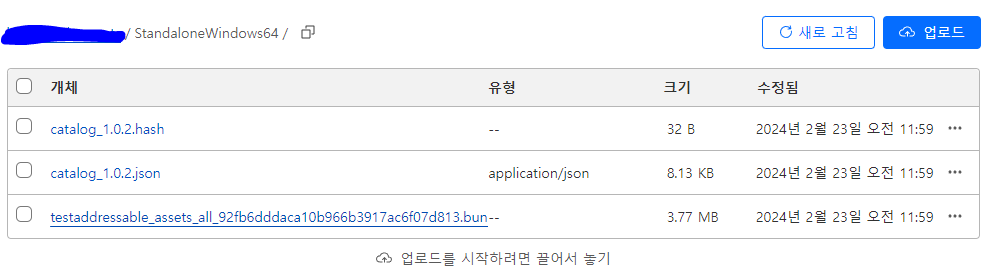 / StandaloneWindows64 /
새로 고침
업로드
개체 유형 크기 수정됨
catalog_1.0.2.hash -- 32 B 2024년 2월 23일 오전 11:59
catalog_1.0.2.json application/json 8.13 KB 2024년 2월 23일 오전 11:59
testaddressable_assets_all_92fb6dddaca10b966b3917ac6f07d813.bun-- 3.77 MB 2024년 2월 23일 오전 11:59
업로드를 시작하려면 끌어서 놓기